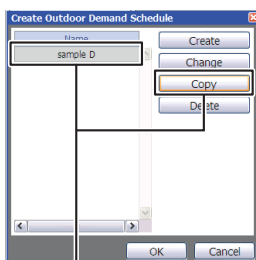 Create Outdoor Demand Schedule
Name
Create
sample D
Change
Copy
Delete
OK
Cancel